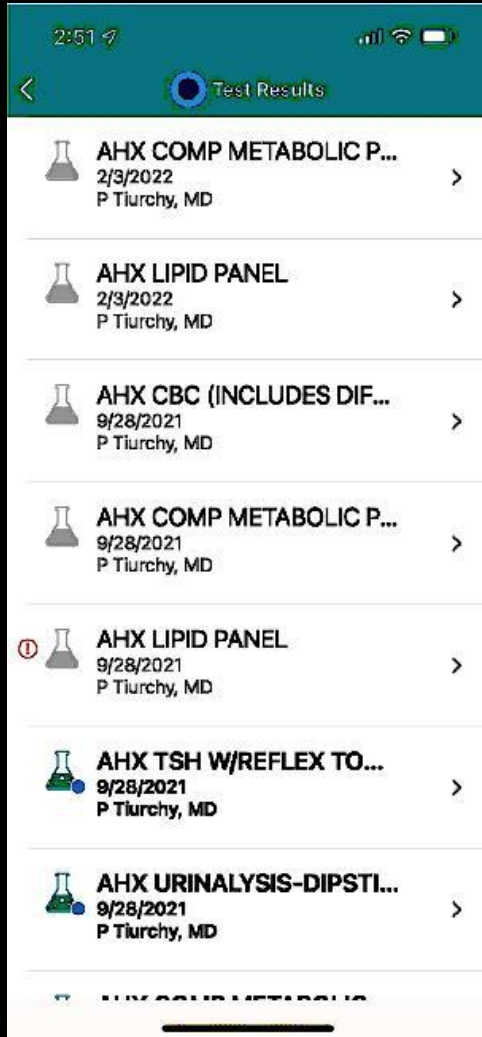 2:51
Test Results
AHX COMP METABOLIC P...
2/3/2022
P Tiurchy, MD
AHX LIPID PANEL
2/3/2022
P Tiurchy, MD
AHX CBC (INCLUDES DIF...
9/28/2021
P Tiurchy, MD
AHX COMP METABOLIC P...
9/28/2021
P Tiurchy, MD
AHX LIPID PANEL
9/28/2021
P Tiurchy, MD
AHX TSH W/REFLEX TO...
9/28/2021
P Tiurchy, MD
AHX URINALYSIS-DIPSTI...
9/28/2021
P Tiurchy, MD